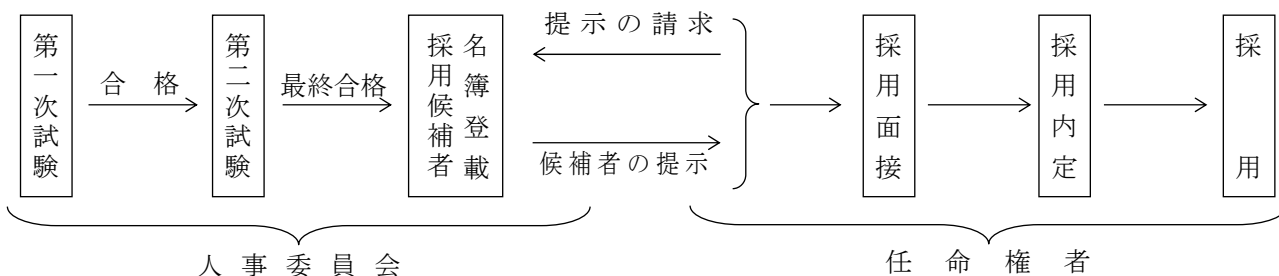 第一次試験
合格
第二次試験
最終合格
採用候補者
名簿登載
提示の請求
候補者の提示
採用面接
採用内定
採用
人事委員会
任命権者